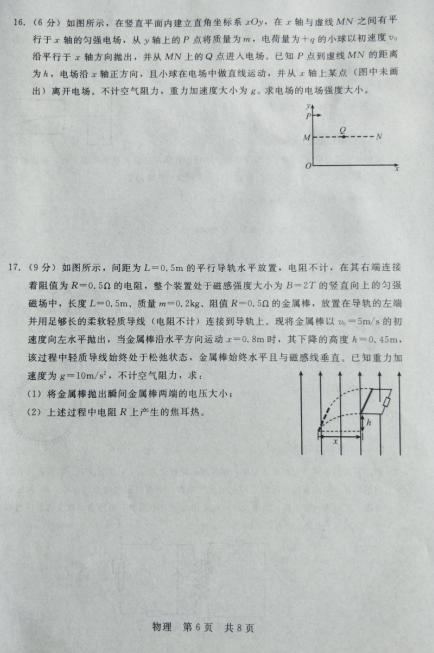 16.(6分)如图所示,在竖直平面内建立直角坐标系xOy,在x轴与虚线MN之间有平
行于x轴的匀强电场,从y轴上的P点将质量为m,电荷量为+q的小球以初速度v₀
沿平行于x轴方向抛出,并从MN上的Q点进入电场。已知P点到虚线MN的距离
为h,电场沿x轴正方向,且小球在电场中做直线运动,并从x轴上某点(图中未画
出)离开电场。不计空气阻力,重力加速度大小为g。求电场的电场强度大小。
y
P
M
Q
N
O
x
17.(9分)如图所示,间距为L=0.5m的平行导轨水平放置,电阻不计,在其右端连接
着阻值为R=0.5Ω的电阻,整个装置处于磁感强度大小为B=2T的竖直向上的匀强
磁场中,长度L=0.5m、质量m=0.2kg、阻值R=0.5Ω的金属棒,放置在导轨的左端
并用足够长的柔软轻质导线(电阻不计)连接到导轨上。现将金属棒以v₀=5m/s的初
速度向左水平抛出,当金属棒沿水平方向运动x=0.8m时,其下降的高度h=0.45m,
该过程中轻质导线始终处于松弛状态,金属棒始终水平且与磁感线垂直。已知重力加
速度为g=10m/s²,不计空气阻力,求:
(1)将金属棒抛出瞬间金属棒两端的电压大小;
(2)上述过程中电阻R上产生的焦耳热。
h
x
物理 第6页 共8页